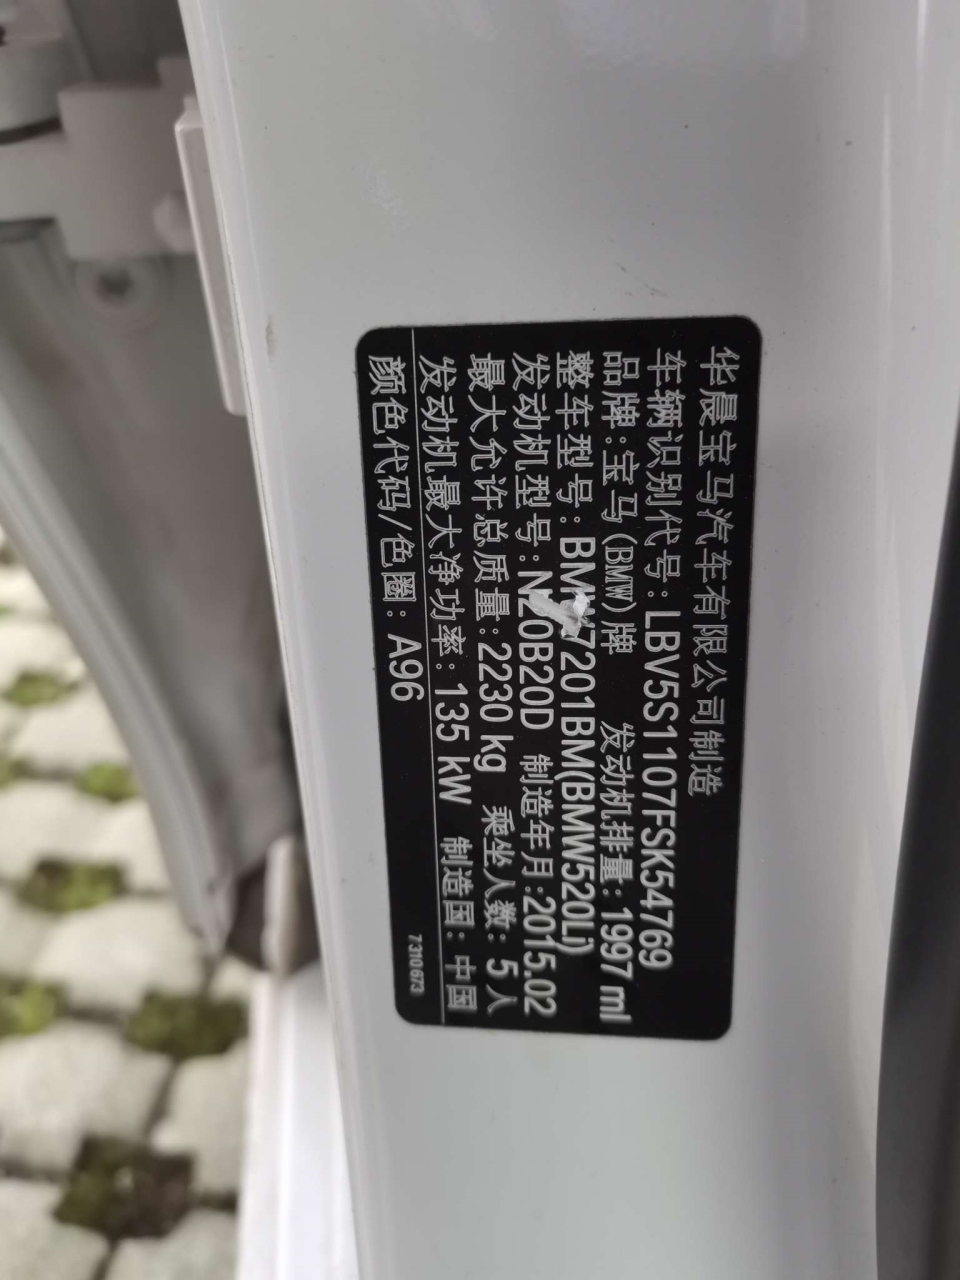 华晨宝马汽车有限公司制造
车辆识别代号:LBV5S1107FSK54769
品牌:宝马(BMW)牌 发动机排量:1997 ml
整车型号:BMW7201BM(BMW520Li)
发动机型号:N20B20D 制造年月:2015.02
最大允许总质量:2230 kg 乘坐人数:5人
发动机最大净功率:135 kW 制造国:中国
颜色代码/色圈:A96
7310673